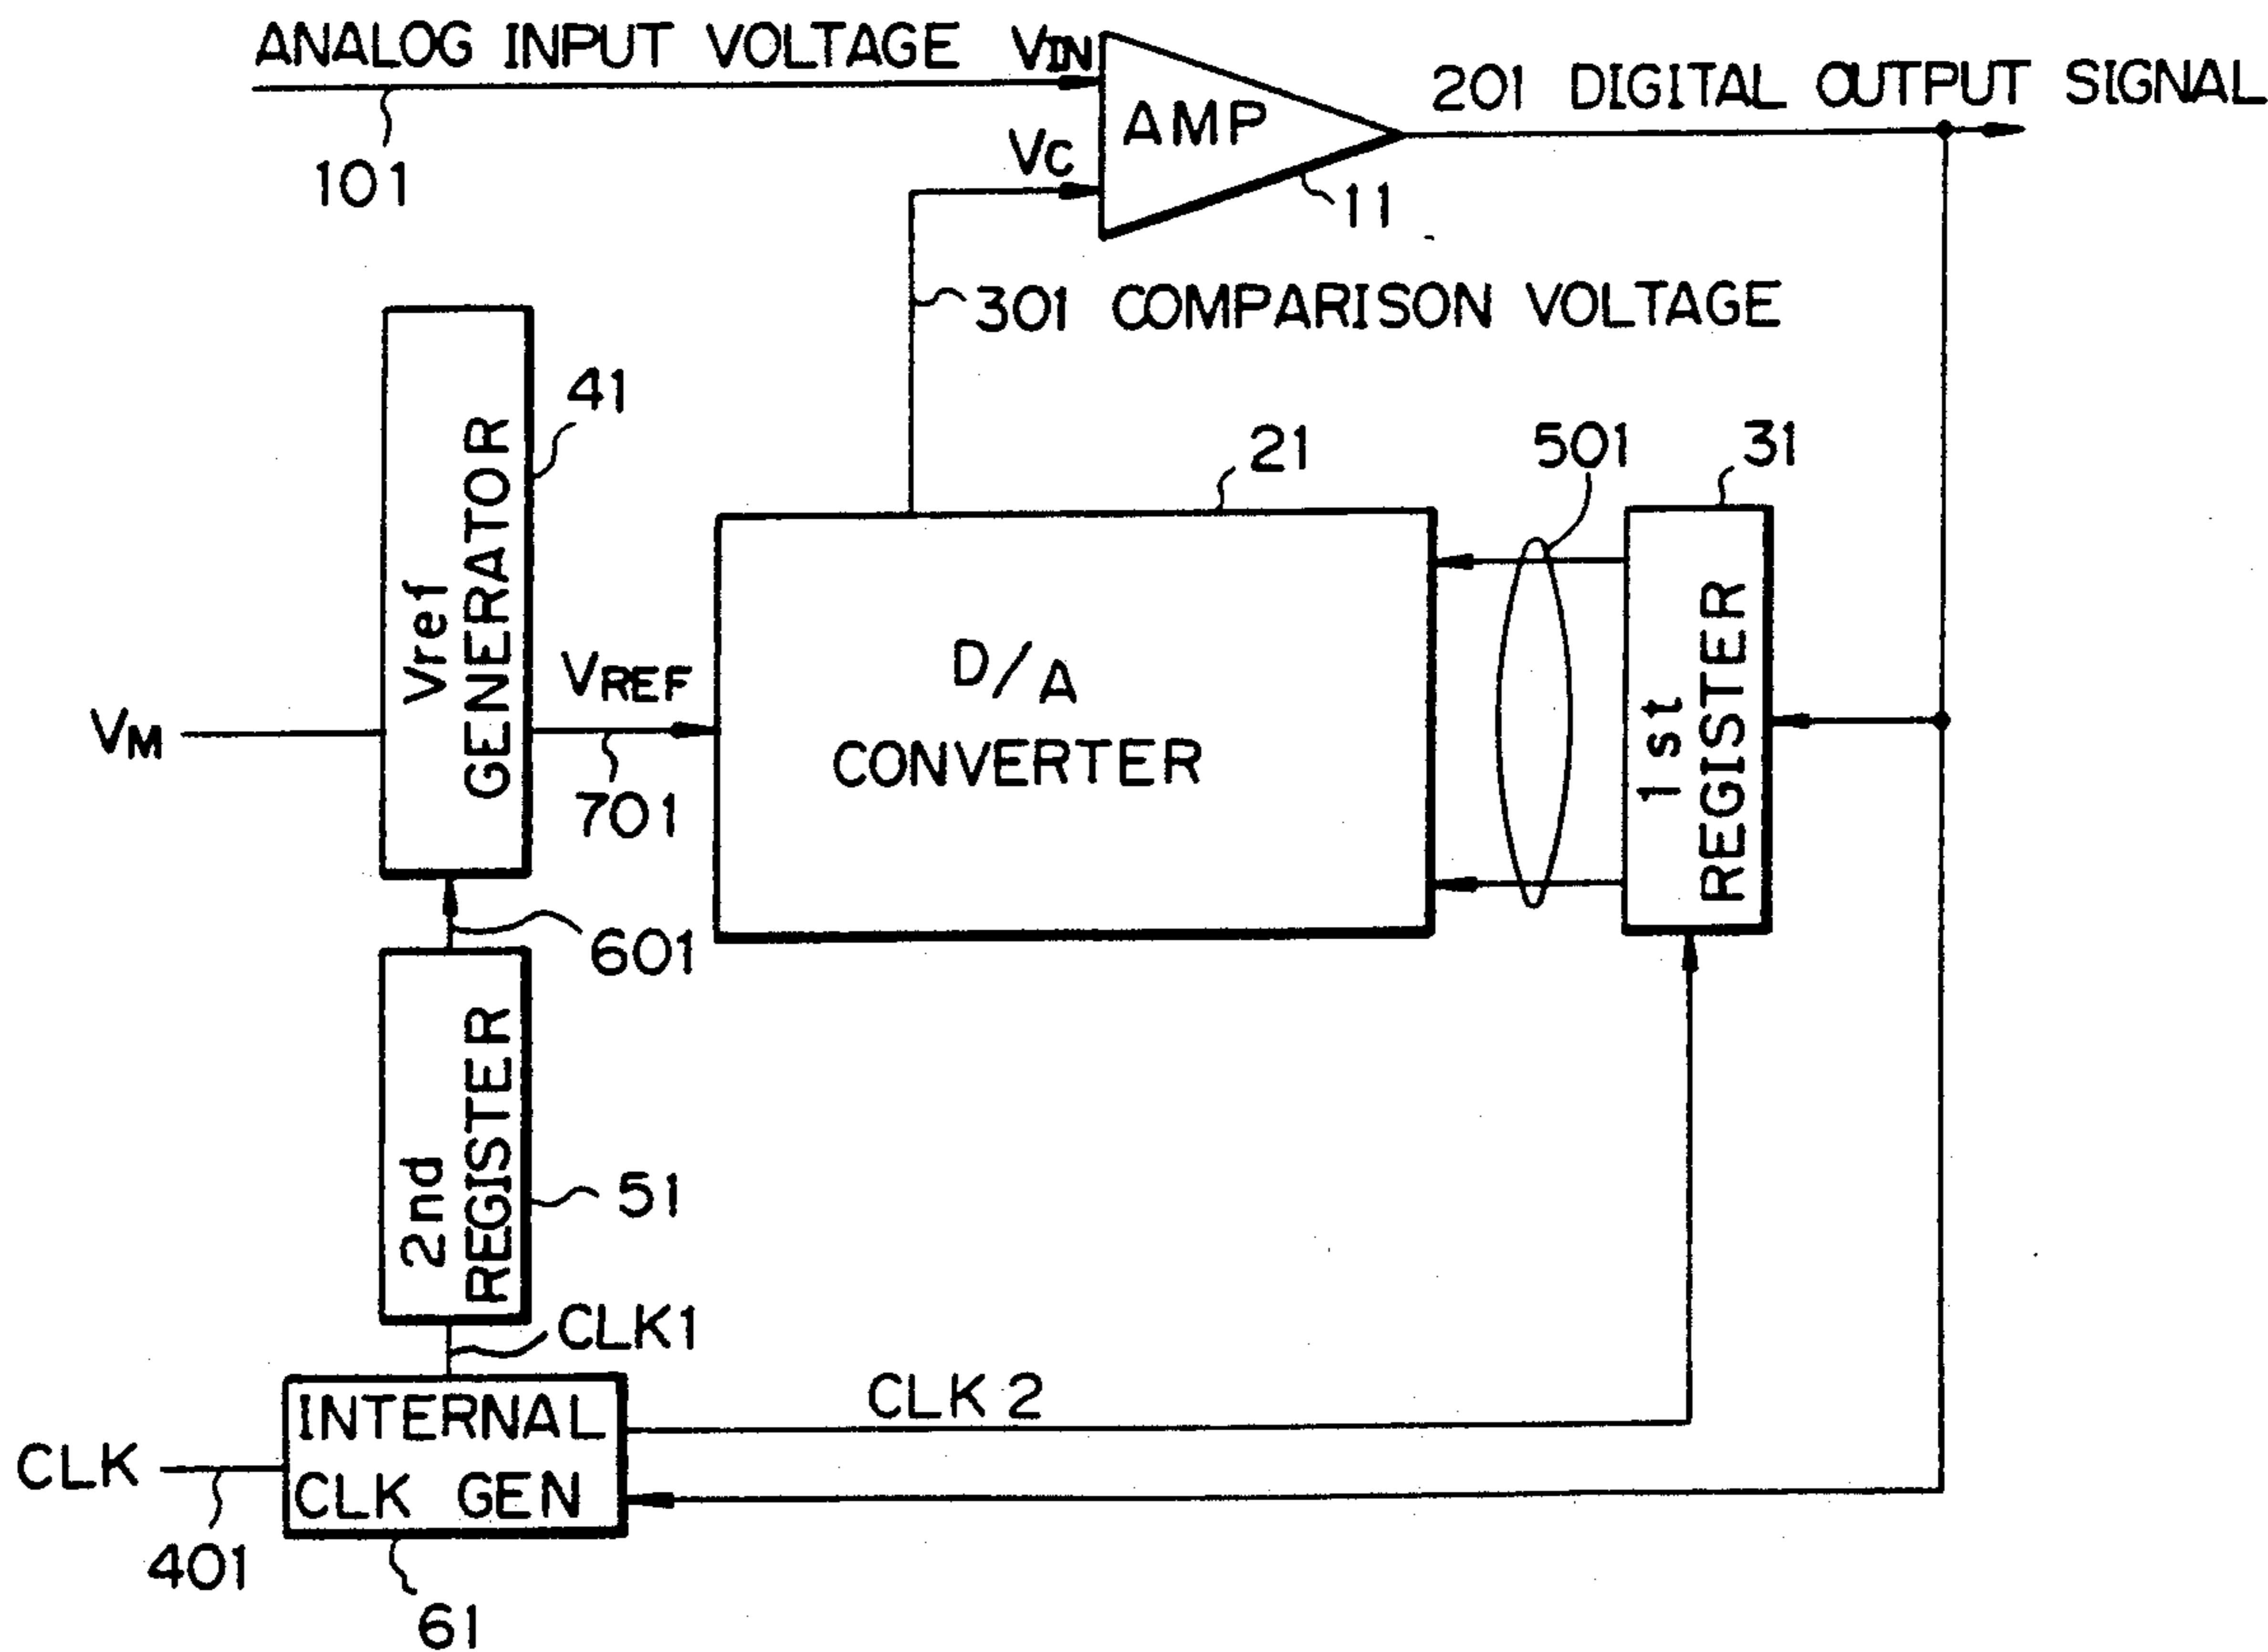 ANALOG INPUT VOLTAGE VIN
201 DIGITAL OUTPUT SIGNAL
AMP
VC
101
11
301 COMPARISON VOLTAGE
41
21
501
31
Vref
GENERATOR
VREF
D/A
CONVERTER
1st
REGISTER
VM
701
601
2nd
REGISTER
51
CLK1
INTERNAL
CLK GEN
CLK 2
CLK
401
61